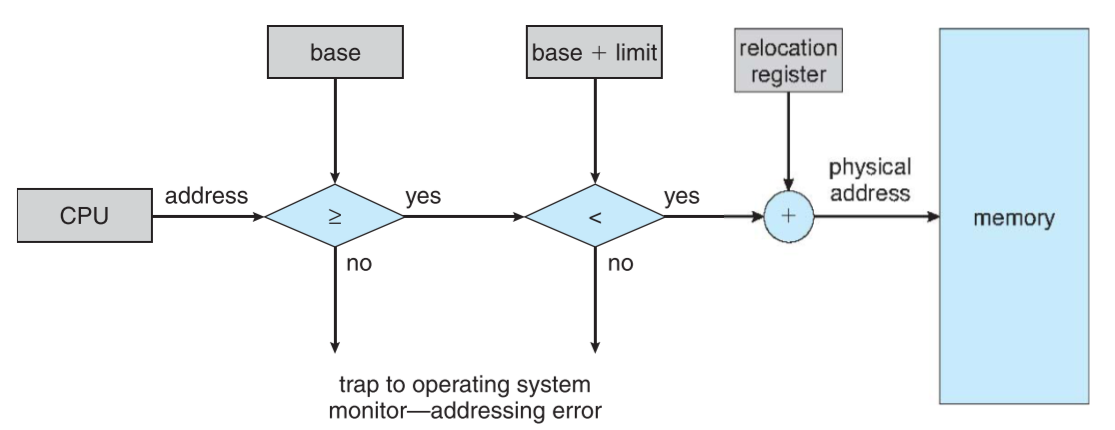 base
base + limit
relocation
register
CPU
address
≥
yes
<
yes
+
physical
address
memory
no
no
trap to operating system
monitor—addressing error